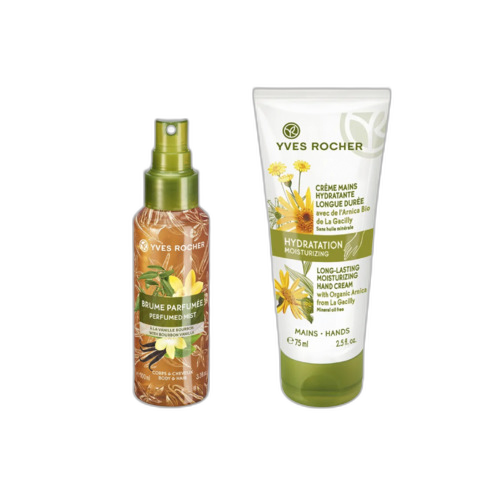 YVES ROCHER
BRUME PARFUMÉE
PERFUMED MIST
À LA VANILLE BOURBON
WITH BOURBON VANILLA
CORPS & CHEVEUX
BODY & HAIR
YVES ROCHER
CRÈME MAINS
HYDRATANTE
LONGUE DURÉE
avec de l'Arnica Bio
de La Gacilly
Sans huile minérale
HYDRATATION
MOISTURIZING
LONG-LASTING
MOISTURIZING
HAND CREAM
with Organic Arnica
from La Gacilly
Mineral oil free
MAINS - HANDS
℮ 75 ml 2.5 fl. oz.